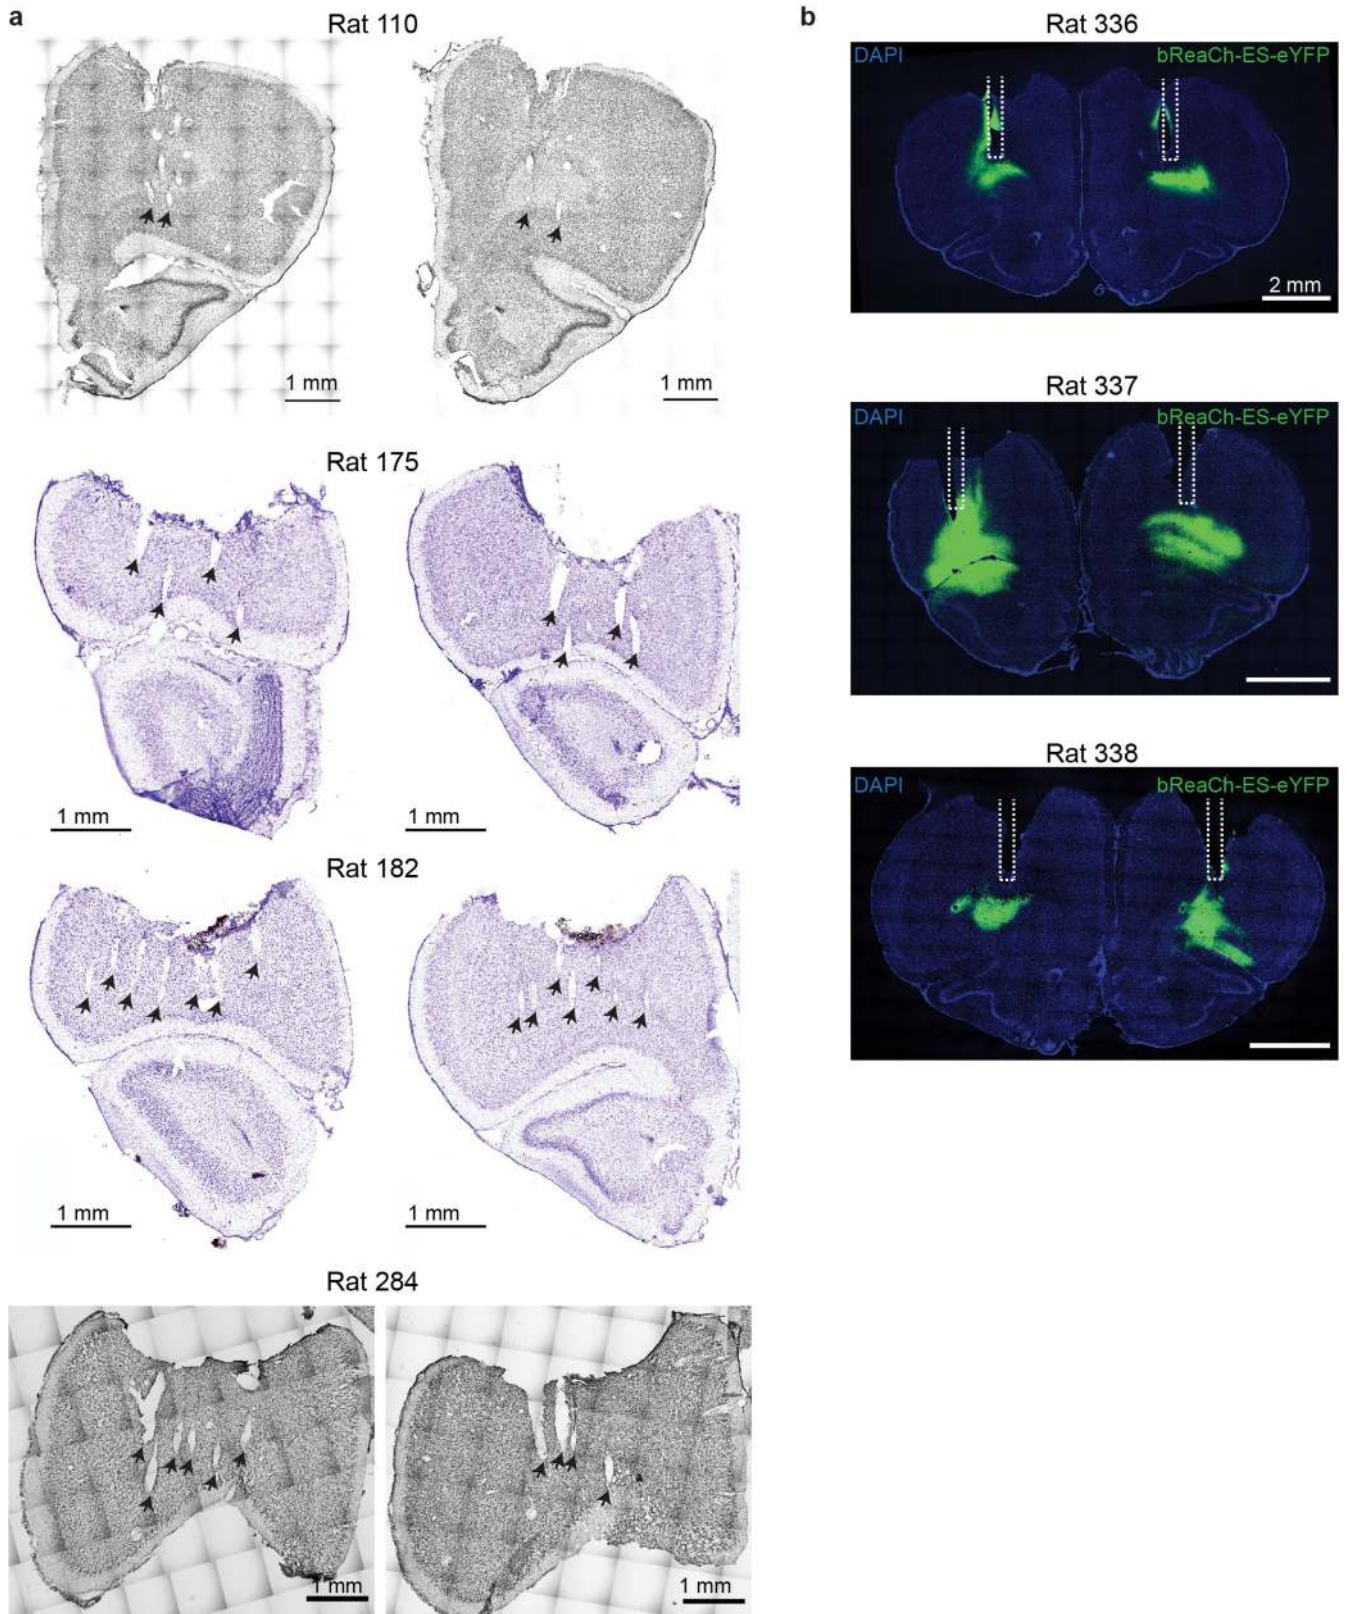 a
Rat 110
1 mm
1 mm
Rat 175
1 mm
1 mm
Rat 182
1 mm
1 mm
Rat 284
1 mm
1 mm
b
Rat 336
DAPI
bReaCh-ES-eYFP
2 mm
Rat 337
DAPI
bReaCh-ES-eYFP
Rat 338
DAPI
bReaCh-ES-eYFP